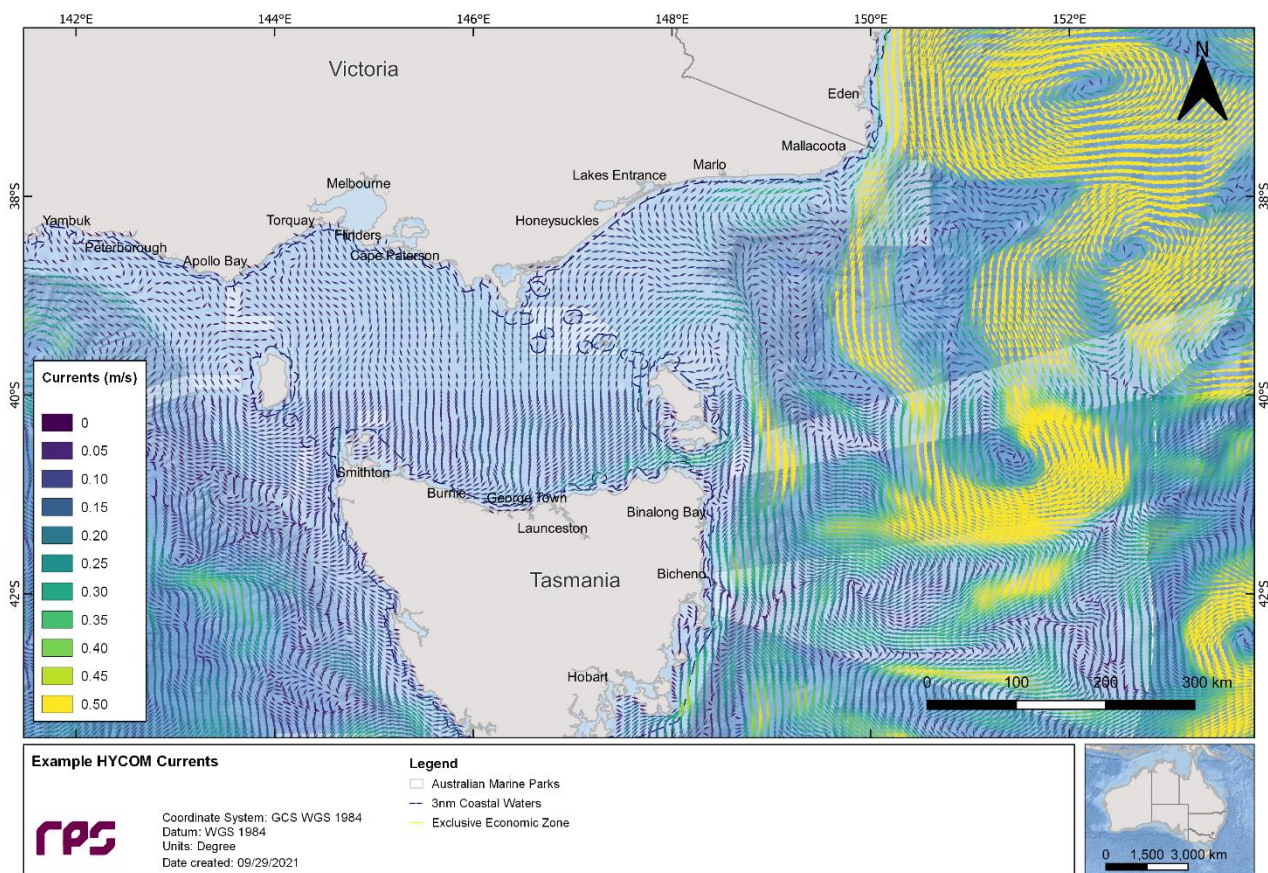 142°E 144°E 146°E 148°E 150°E 152°E
N
Victoria
Eden
Mallacoota
Marlo
Lakes Entrance
Melbourne
38°S 38°S
Honeysuckles
Yambuk
Torquay
Flinders
Peterborough
Cape Paterson
Apollo Bay
Currents (m/s)
0
0.05
0.10
0.15
0.20
0.25
0.30
0.35
0.40
0.45
0.50
40°S 40°S
Smithton
Burnie
George Town
Launceston
Binalong Bay
Bicheno
Tasmania
42°S 42°S
Hobart
0 100 200 300 km
Example HYCOM Currents
rps
Coordinate System: GCS WGS 1984
Datum: WGS 1984
Units: Degree
Date created: 09/29/2021
Legend
Australian Marine Parks
3nm Coastal Waters
Exclusive Economic Zone
0 1,500 3,000 km